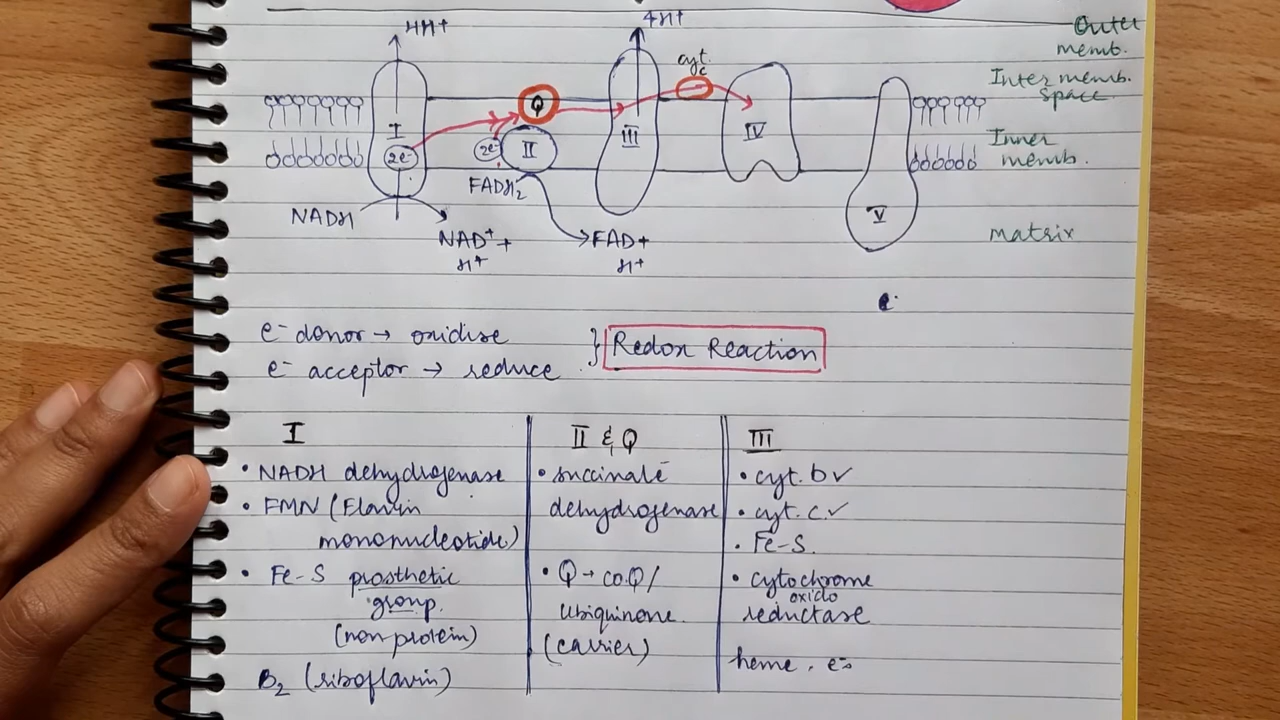 4H+
4H+
Outer
memb.
cyt.
c
Inter memb.
space
Q
I
III
IV
2e-
2e-
II
Inner
memb.
FADH2
NADH
V
NAD+ +
H+
FAD+
H+
matrix
e-
e- donor → oxidise
e- acceptor → reduce
} Redox Reaction
I
• NADH dehydrogenase
• FMN (Flavin
mononucleotide)
• Fe-S prosthetic
group.
(non protein)
B2 (riboflavin)
II & Q
• succinate
dehydrogenase
• Q → co.Q/
Ubiquinone.
(carrier)
III
• cyt. b ✓
• cyt. c. ✓
• Fe-S.
• cytochrome
oxido
reductase
heme. e-